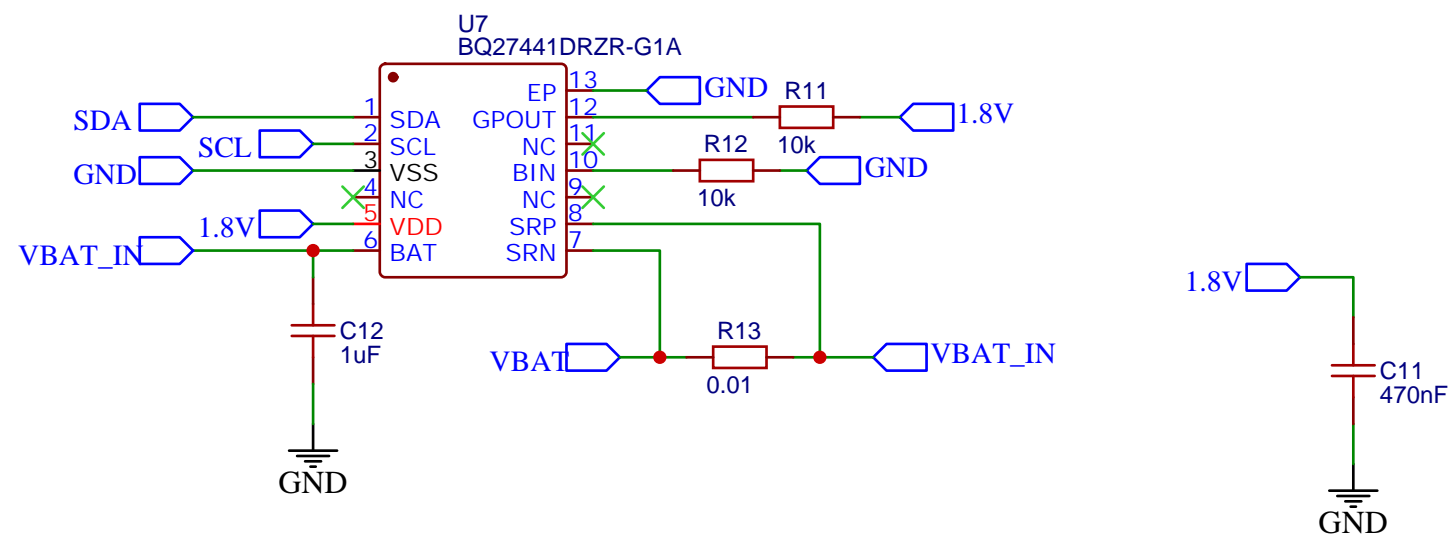 U7
BQ27441DRZR-G1A
SDA
SCL
GND
1.8V
VBAT_IN
1
2
3
4
5
6
SDA
SCL
VSS
NC
VDD
BAT
EP
GPOUT
NC
BIN
NC
SRP
SRN
13
12
11
10
9
8
7
GND
R11
10k
1.8V
R12
10k
GND
C12
1uF
GND
VBAT
R13
0.01
VBAT_IN
1.8V
C11
470nF
GND